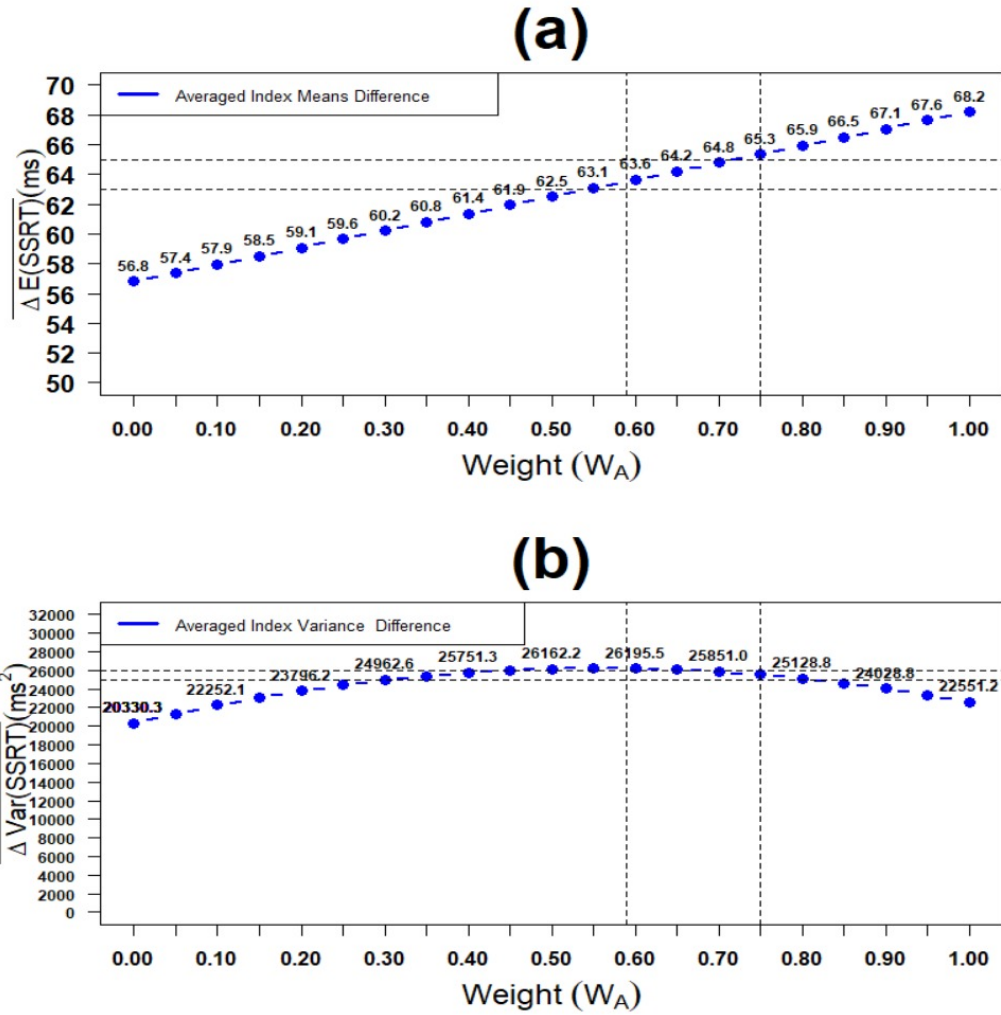 (a)
Averaged Index Means Difference
70
68
66
64
62
60
58
56
54
52
50
56.8 57.4 57.9 58.5 59.1 59.6 60.2 60.8 61.4 61.9 62.5 63.1 63.6 64.2 64.8 65.3 65.9 66.5 67.1 67.6 68.2
Δ E(SSRT)(ms)
0.00 0.10 0.20 0.30 0.40 0.50 0.60 0.70 0.80 0.90 1.00
Weight (W_A)
(b)
Averaged Index Variance Difference
32000
30000
28000
26000
24000
22000
20000
18000
16000
14000
12000
10000
8000
6000
4000
2000
0
20330.3 22252.1 23796.2 24962.6 25751.3 26162.2 26195.5 25851.0 25128.8 24028.8 22551.2
Δ Var(SSRT)(ms²)
0.00 0.10 0.20 0.30 0.40 0.50 0.60 0.70 0.80 0.90 1.00
Weight (W_A)